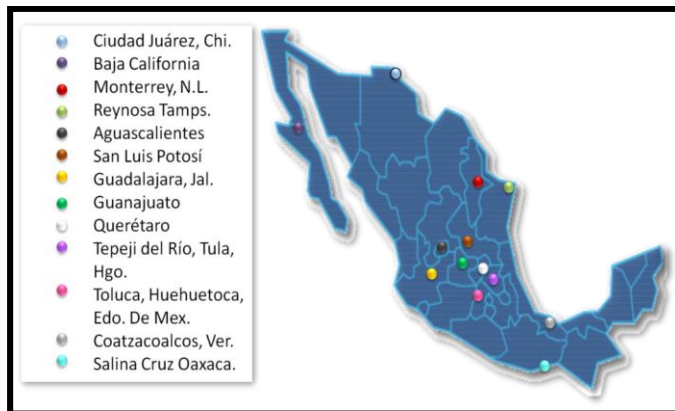 Ciudad Juárez, Chi.
Baja California
Monterrey, N.L.
Reynosa Tamps.
Aguascalientes
San Luis Potosí
Guadalajara, Jal.
Guanajuato
Querétaro
Tepeji del Río, Tula,
Hgo.
Toluca, Huehuetoca,
Edo. De Mex.
Coatzacoalcos, Ver.
Salina Cruz Oaxaca.